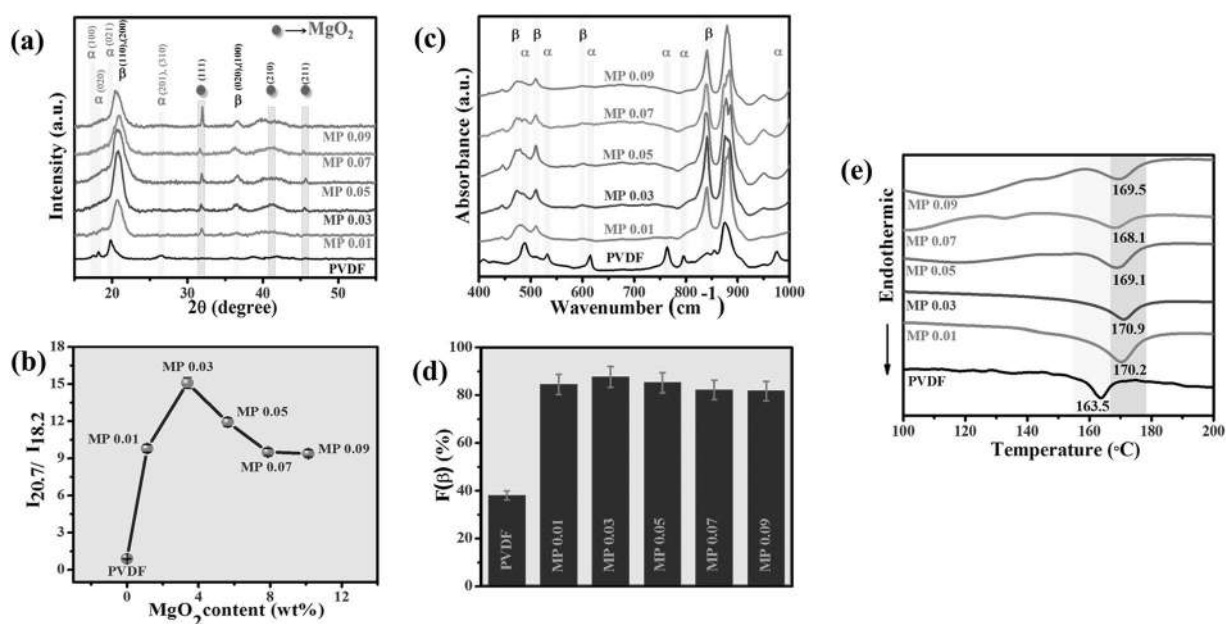 (a)
α (100)
α (020)
α (021)
β (110),(200)
α (201), (310)
(111)
β (020),(100)
(210)
(211)
→MgO2
MP 0.09
MP 0.07
MP 0.05
MP 0.03
MP 0.01
PVDF
Intensity (a.u.)
20 30 40 50
2θ (degree)
(c)
β β β β
α α α α α α
MP 0.09
MP 0.07
MP 0.05
MP 0.03
MP 0.01
PVDF
Absorbance (a.u.)
400 500 600 700 800 900 1000
Wavenumber (cm-1)
(e)
169.5
MP 0.09
168.1
MP 0.07
169.1
MP 0.05
170.9
MP 0.03
170.2
MP 0.01
PVDF
163.5
Endothermic
100 120 140 160 180 200
Temperature (°C)
(b)
18
15
12
9
6
3
0
MP 0.03
MP 0.05
MP 0.01
MP 0.07
MP 0.09
PVDF
I20.7/ I18.2
0 4 8 12
MgO2 content (wt%)
(d)
100
80
60
40
20
0
F(β) (%)
PVDF
MP 0.01
MP 0.03
MP 0.05
MP 0.07
MP 0.09